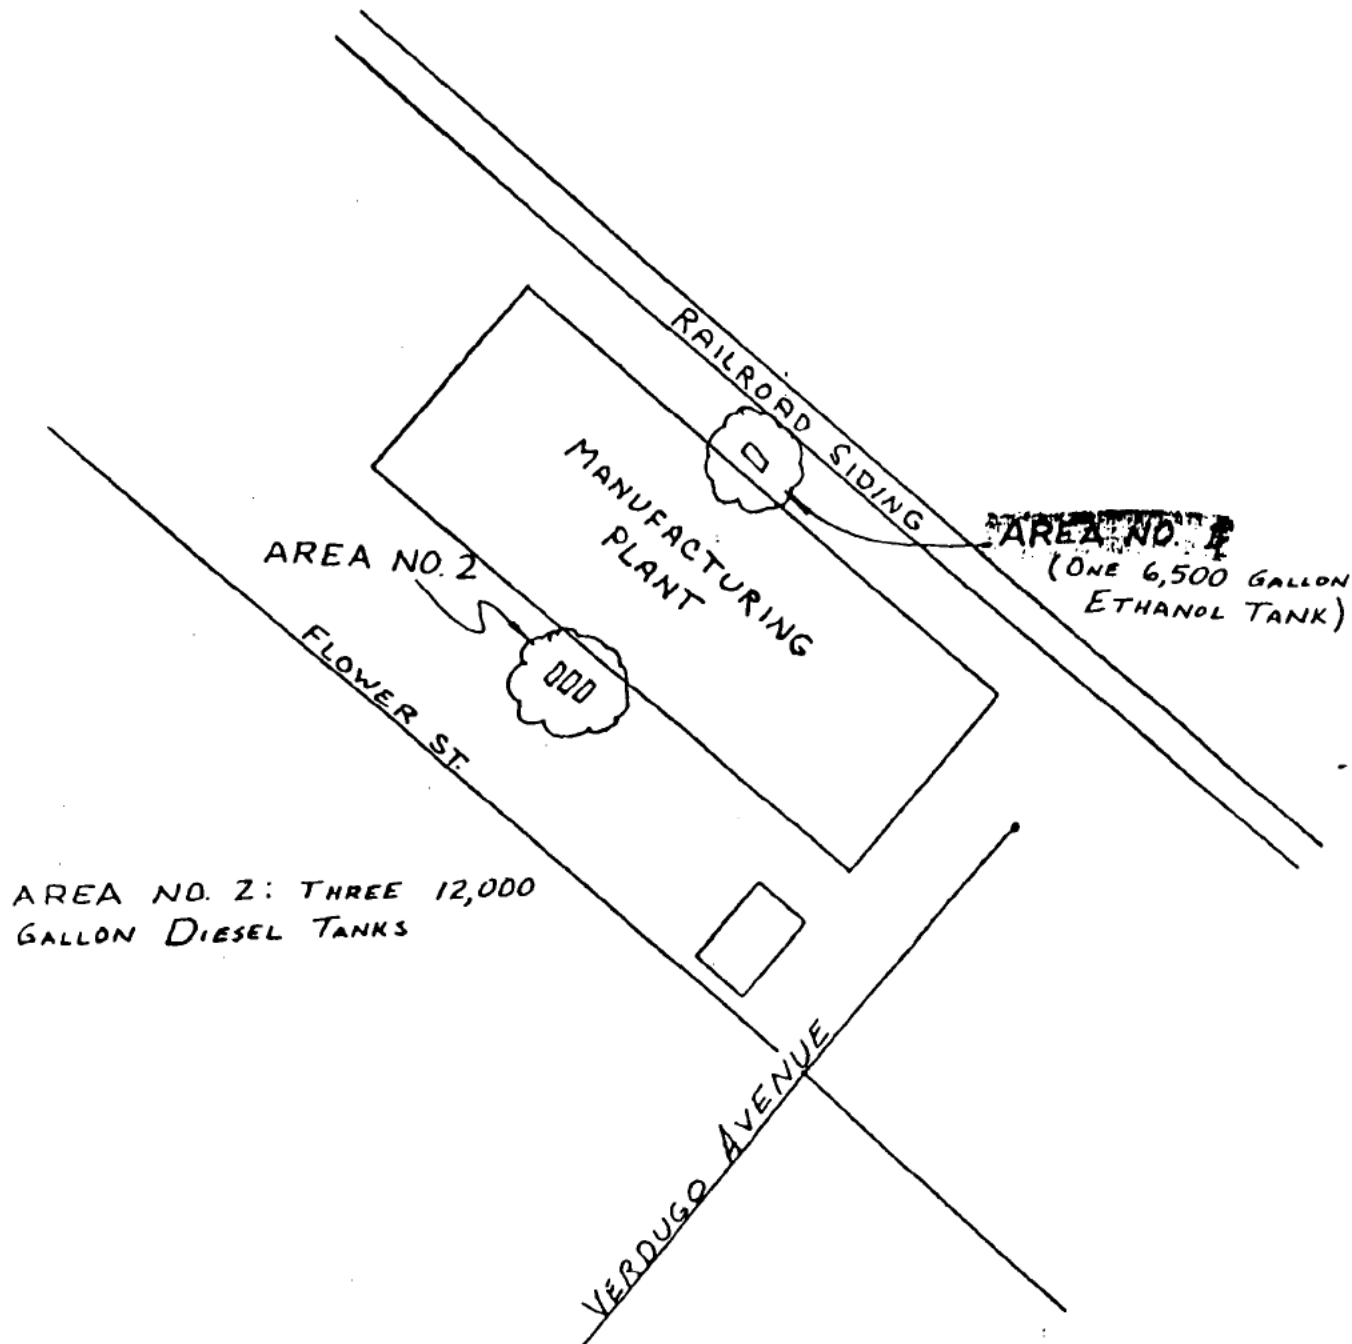 RAILROAD SIDING
MANUFACTURING
PLANT
AREA NO. 1
(ONE 6,500 GALLON
ETHANOL TANK)
AREA NO. 2
FLOWER ST.
AREA NO. 2: THREE 12,000
GALLON DIESEL TANKS
VERDUGO AVENUE